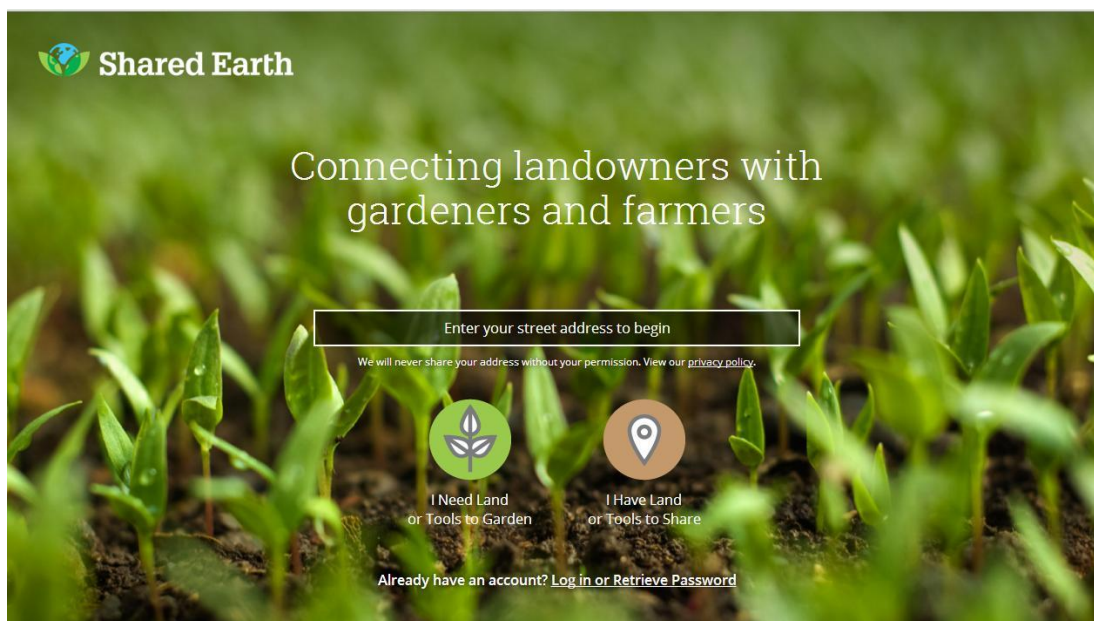 Shared Earth
Connecting landowners with
gardeners and farmers
Enter your street address to begin
We will never share your address without your permission. View our privacy policy.
I Need Land
or Tools to Garden
I Have Land
or Tools to Share
Already have an account? Log in or Retrieve Password